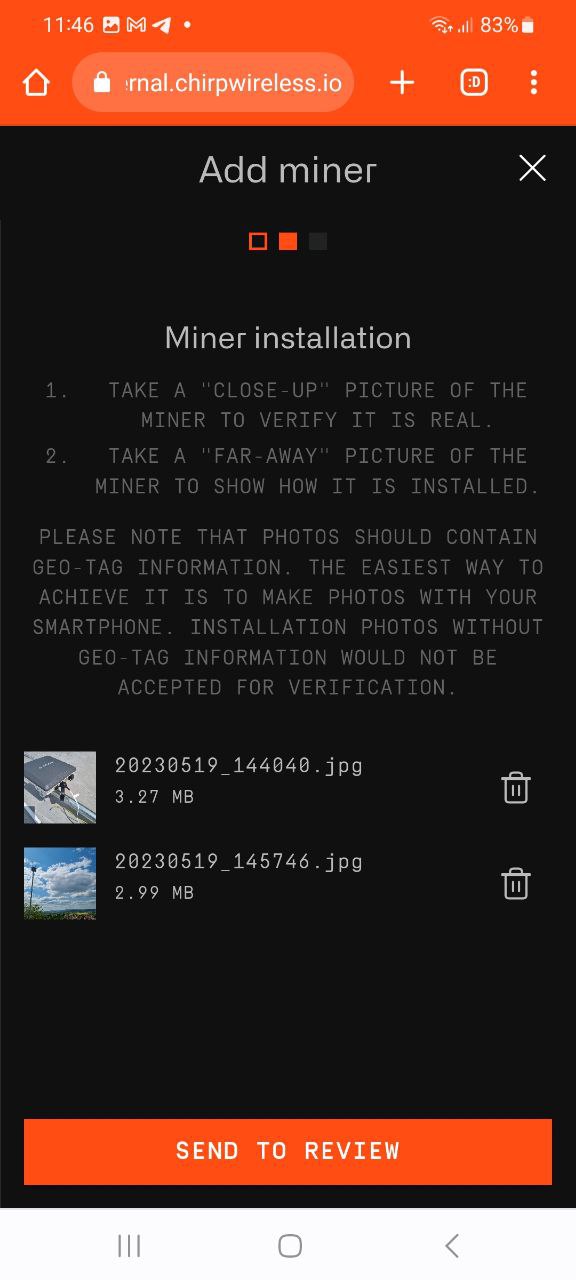 11:46
83%
rnal.chirpwireless.io
:D
Add miner
Miner installation
1. TAKE A "CLOSE-UP" PICTURE OF THE
MINER TO VERIFY IT IS REAL.
2. TAKE A "FAR-AWAY" PICTURE OF THE
MINER TO SHOW HOW IT IS INSTALLED.
PLEASE NOTE THAT PHOTOS SHOULD CONTAIN
GEO-TAG INFORMATION. THE EASIEST WAY TO
ACHIEVE IT IS TO MAKE PHOTOS WITH YOUR
SMARTPHONE. INSTALLATION PHOTOS WITHOUT
GEO-TAG INFORMATION WOULD NOT BE
ACCEPTED FOR VERIFICATION.
20230519_144040.jpg
3.27 MB
20230519_145746.jpg
2.99 MB
SEND TO REVIEW